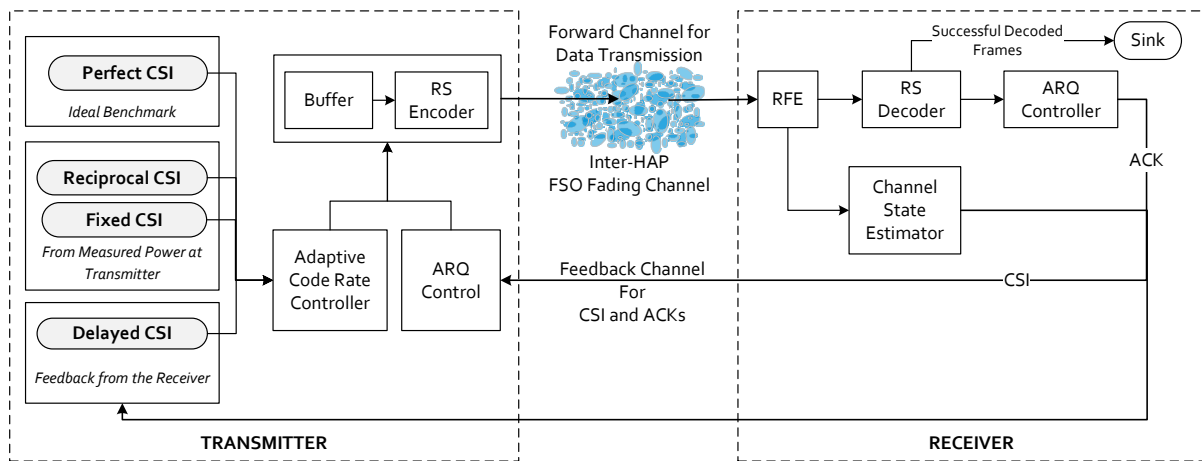 Perfect CSI
Ideal Benchmark
Reciprocal CSI
Fixed CSI
From Measured Power at
Transmitter
Delayed CSI
Feedback from the Receiver
Buffer
RS
Encoder
Adaptive
Code Rate
Controller
ARQ
Control
TRANSMITTER
Forward Channel for
Data Transmission
Inter-HAP
FSO Fading Channel
Feedback Channel
For
CSI and ACKs
RFE
RS
Decoder
Successful Decoded
Frames
Sink
ARQ
Controller
ACK
Channel
State
Estimator
CSI
RECEIVER